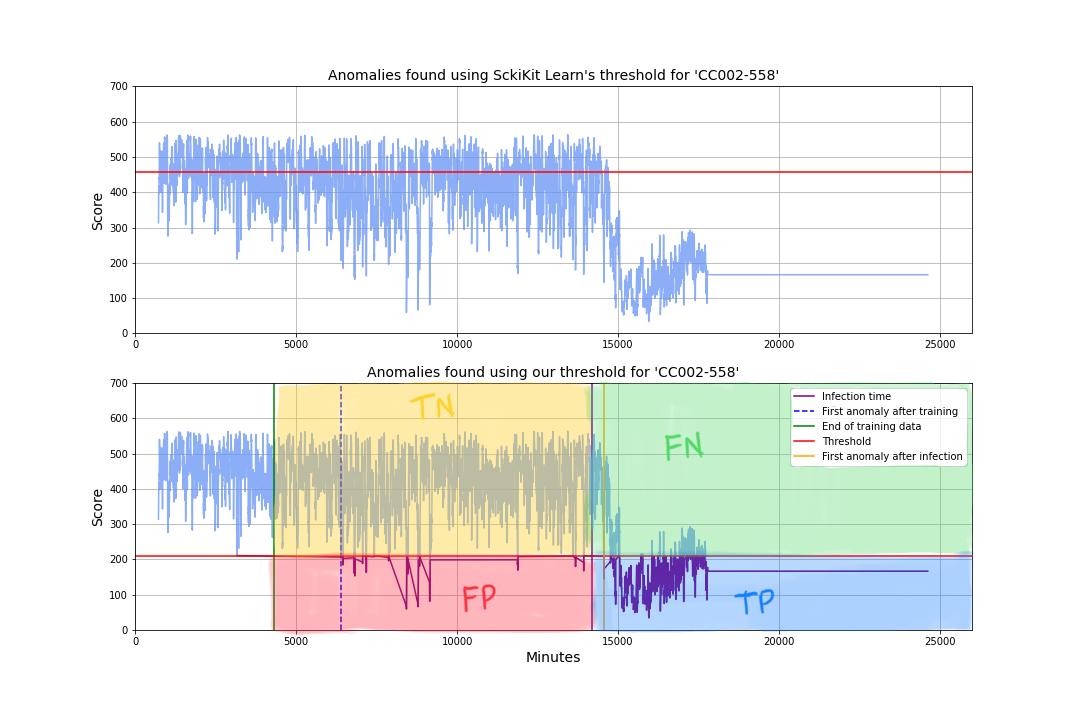 Anomalies found using SckiKit Learn's threshold for 'CC002-558'
700
600
500
400
300
200
100
0
Score
0 5000 10000 15000 20000 25000
Anomalies found using our threshold for 'CC002-558'
700
600
500
400
300
200
100
0
Score
TN
FN
FP
TP
Infection time
First anomaly after training
End of training data
Threshold
First anomaly after infection
0 5000 10000 15000 20000 25000
Minutes